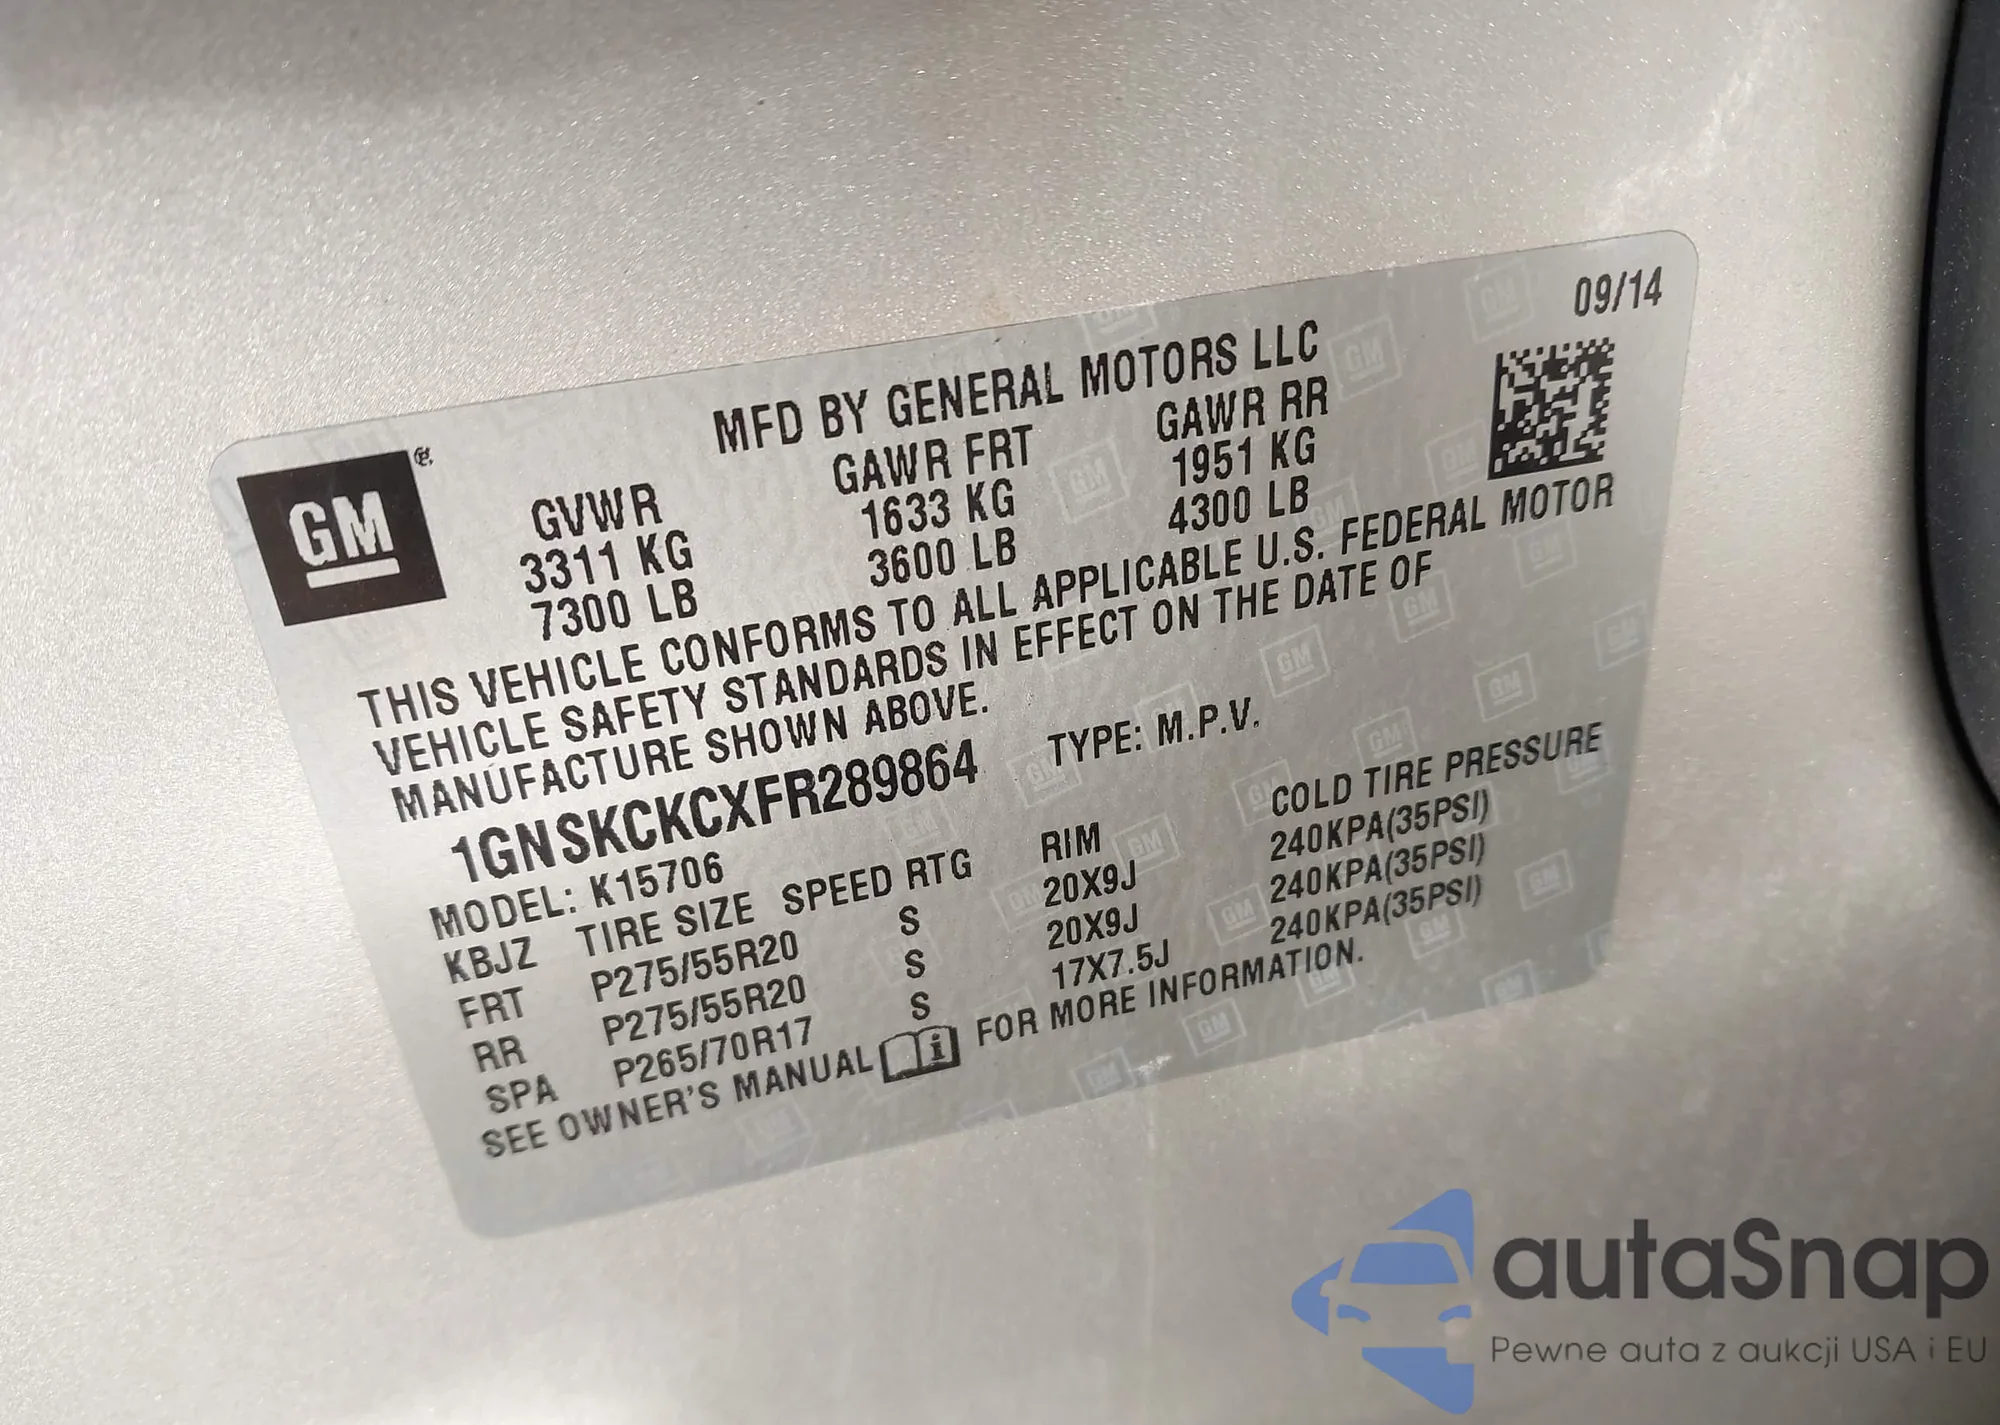 09/14
MFD BY GENERAL MOTORS LLC
GM
GVWR GAWR FRT GAWR RR
3311 KG 1633 KG 1951 KG
7300 LB 3600 LB 4300 LB
THIS VEHICLE CONFORMS TO ALL APPLICABLE U.S. FEDERAL MOTOR
VEHICLE SAFETY STANDARDS IN EFFECT ON THE DATE OF
MANUFACTURE SHOWN ABOVE.
1GNSKCKCXFR289864 TYPE: M.P.V.
MODEL: K15706
KBJZ TIRE SIZE SPEED RTG RIM COLD TIRE PRESSURE
FRT P275/55R20 S 20X9J 240KPA(35PSI)
RR P275/55R20 S 20X9J 240KPA(35PSI)
SPA P265/70R17 S 17X7.5J 240KPA(35PSI)
SEE OWNER'S MANUAL FOR MORE INFORMATION.
autaSnap
Pewne auta z aukcji USA i EU